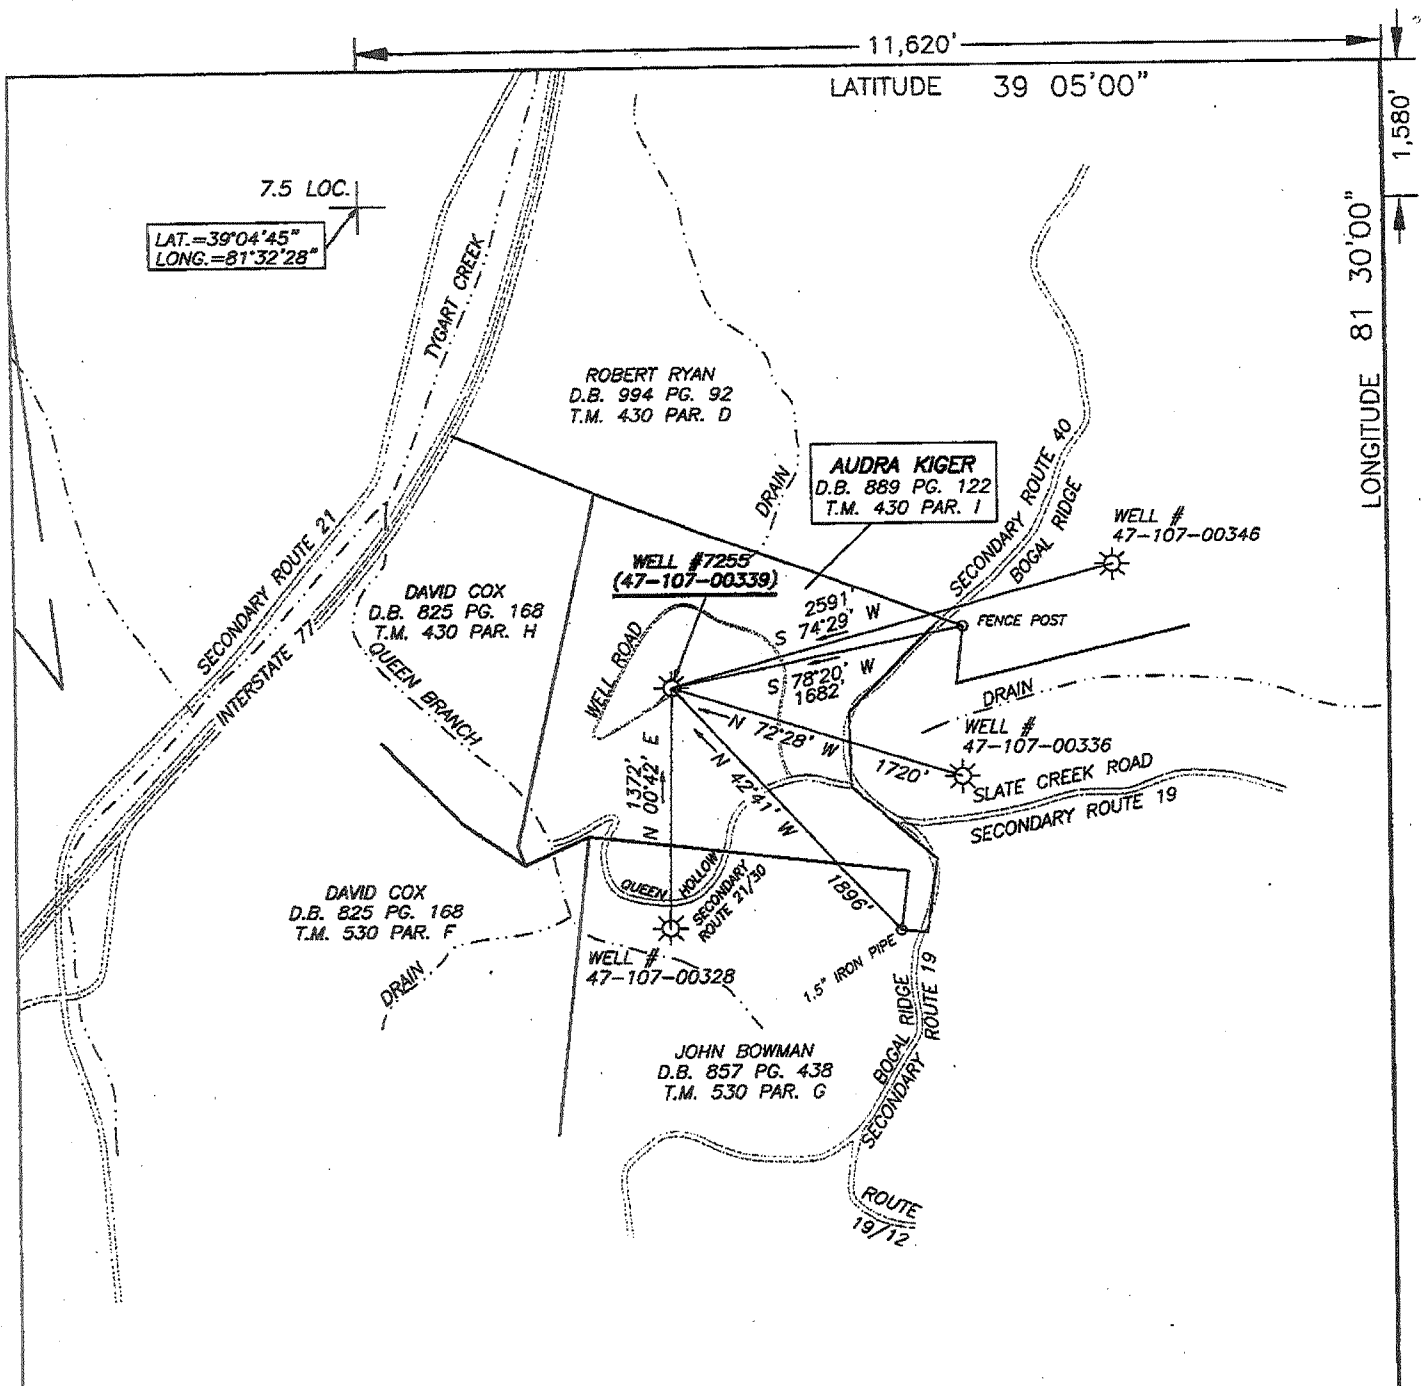 11,620'
LATITUDE 39 05'00"
1,580'
LONGITUDE 81 30'00"
7.5 LOC.
LAT.=39°04'45"
LONG.=81°32'28"
TYGART CREEK
ROBERT RYAN
D.B. 994 PG. 92
T.M. 430 PAR. D
DRAIN
AUDRA KIGER
D.B. 889 PG. 122
T.M. 430 PAR. I
SECONDARY ROUTE 40
BOGAL RIDGE
WELL #
47-107-00346
SECONDARY ROUTE 21
INTERSTATE 77
WELL #7255
(47-107-00339)
DAVID COX
D.B. 825 PG. 168
T.M. 430 PAR. H
QUEEN BRANCH
WELL ROAD
2591'
S 74°29' W
FENCE POST
S 78°20' W
1682'
DRAIN
N 72°28' W
1720'
WELL #
47-107-00336
SLATE CREEK ROAD
SECONDARY ROUTE 19
N 42°41' W
1896'
1372'
N 00°42' E
QUEEN HOLLOW
SECONDARY
ROUTE 21/30
DAVID COX
D.B. 825 PG. 168
T.M. 530 PAR. F
DRAIN
WELL #
47-107-00328
1.5" IRON PIPE
BOGAL RIDGE
SECONDARY ROUTE 19
JOHN BOWMAN
D.B. 857 PG. 438
T.M. 530 PAR. G
ROUTE
19/12